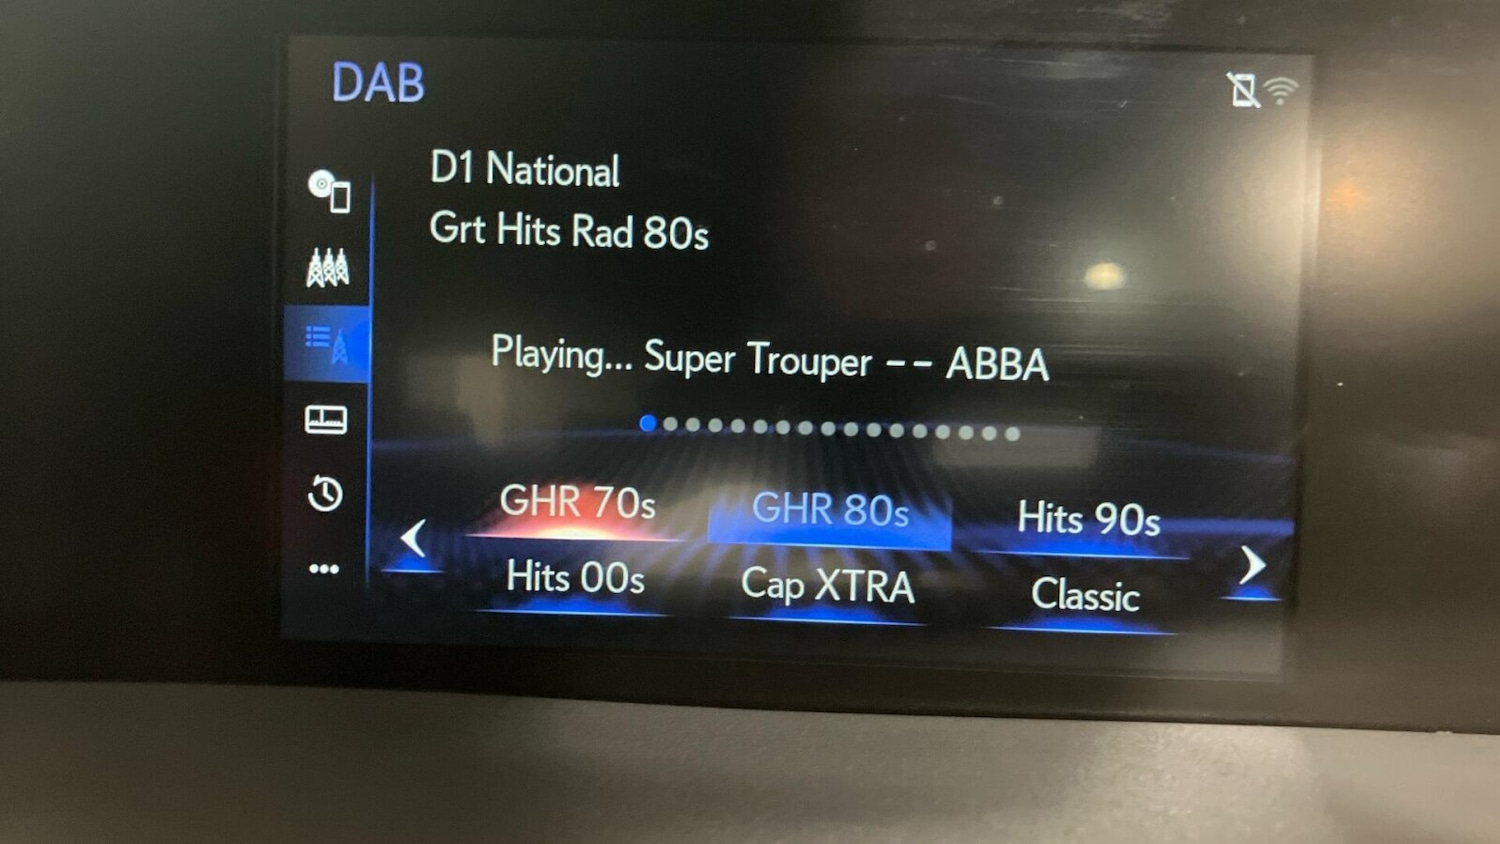 DAB
D1 National
Grt Hits Rad 80s
Playing... Super Trouper -- ABBA
GHR 70s GHR 80s Hits 90s
Hits 00s Cap XTRA Classic